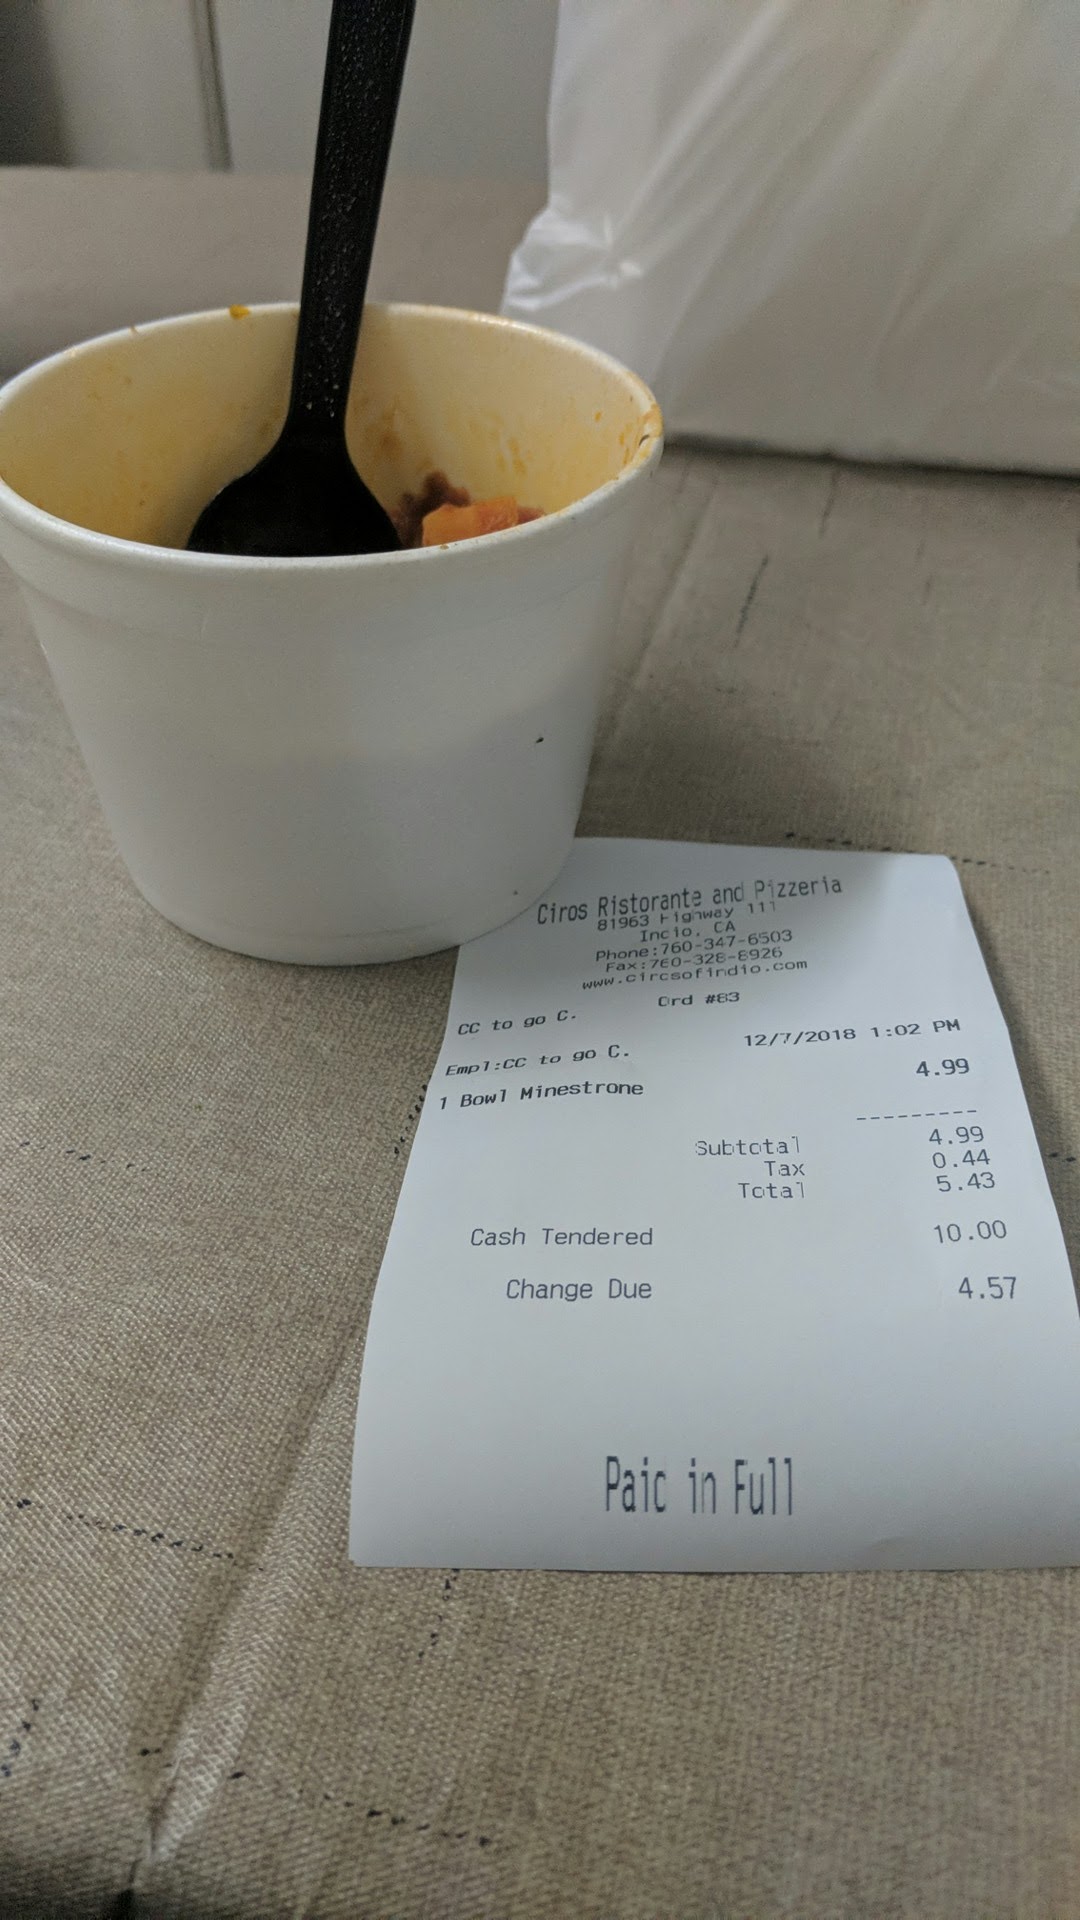 Ciros Ristorante and Pizzeria
81963 Highway 111
Indio, CA
Phone:760-347-6503
Fax:760-328-8926
www.cirosofindio.com
Ord #83
CC to go C.
12/7/2018 1:02 PM
Empl:CC to go C.
1 Bowl Minestrone 4.99
---------
Subtotal 4.99
Tax 0.44
Total 5.43
Cash Tendered 10.00
Change Due 4.57
Paid in Full